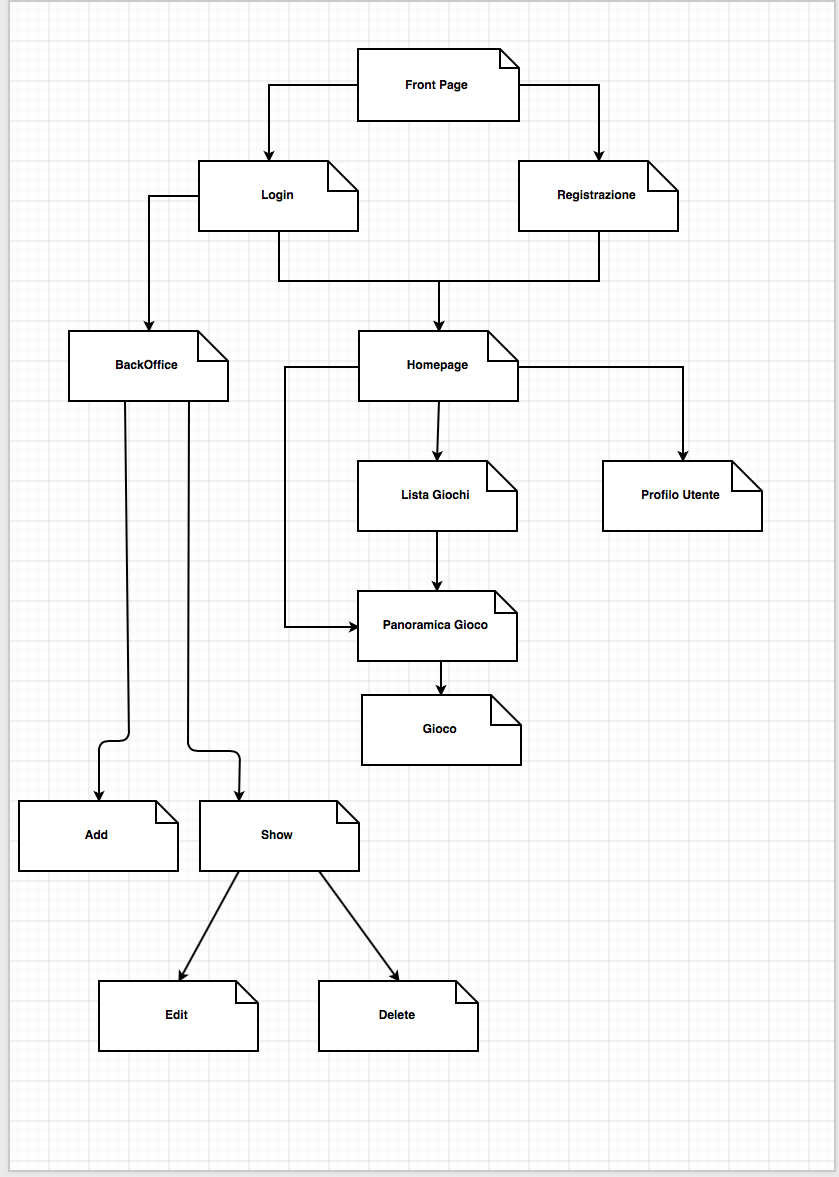 Front Page
Login
Registrazione
BackOffice
Homepage
Lista Giochi
Profilo Utente
Panoramica Gioco
Gioco
Add
Show
Edit
Delete